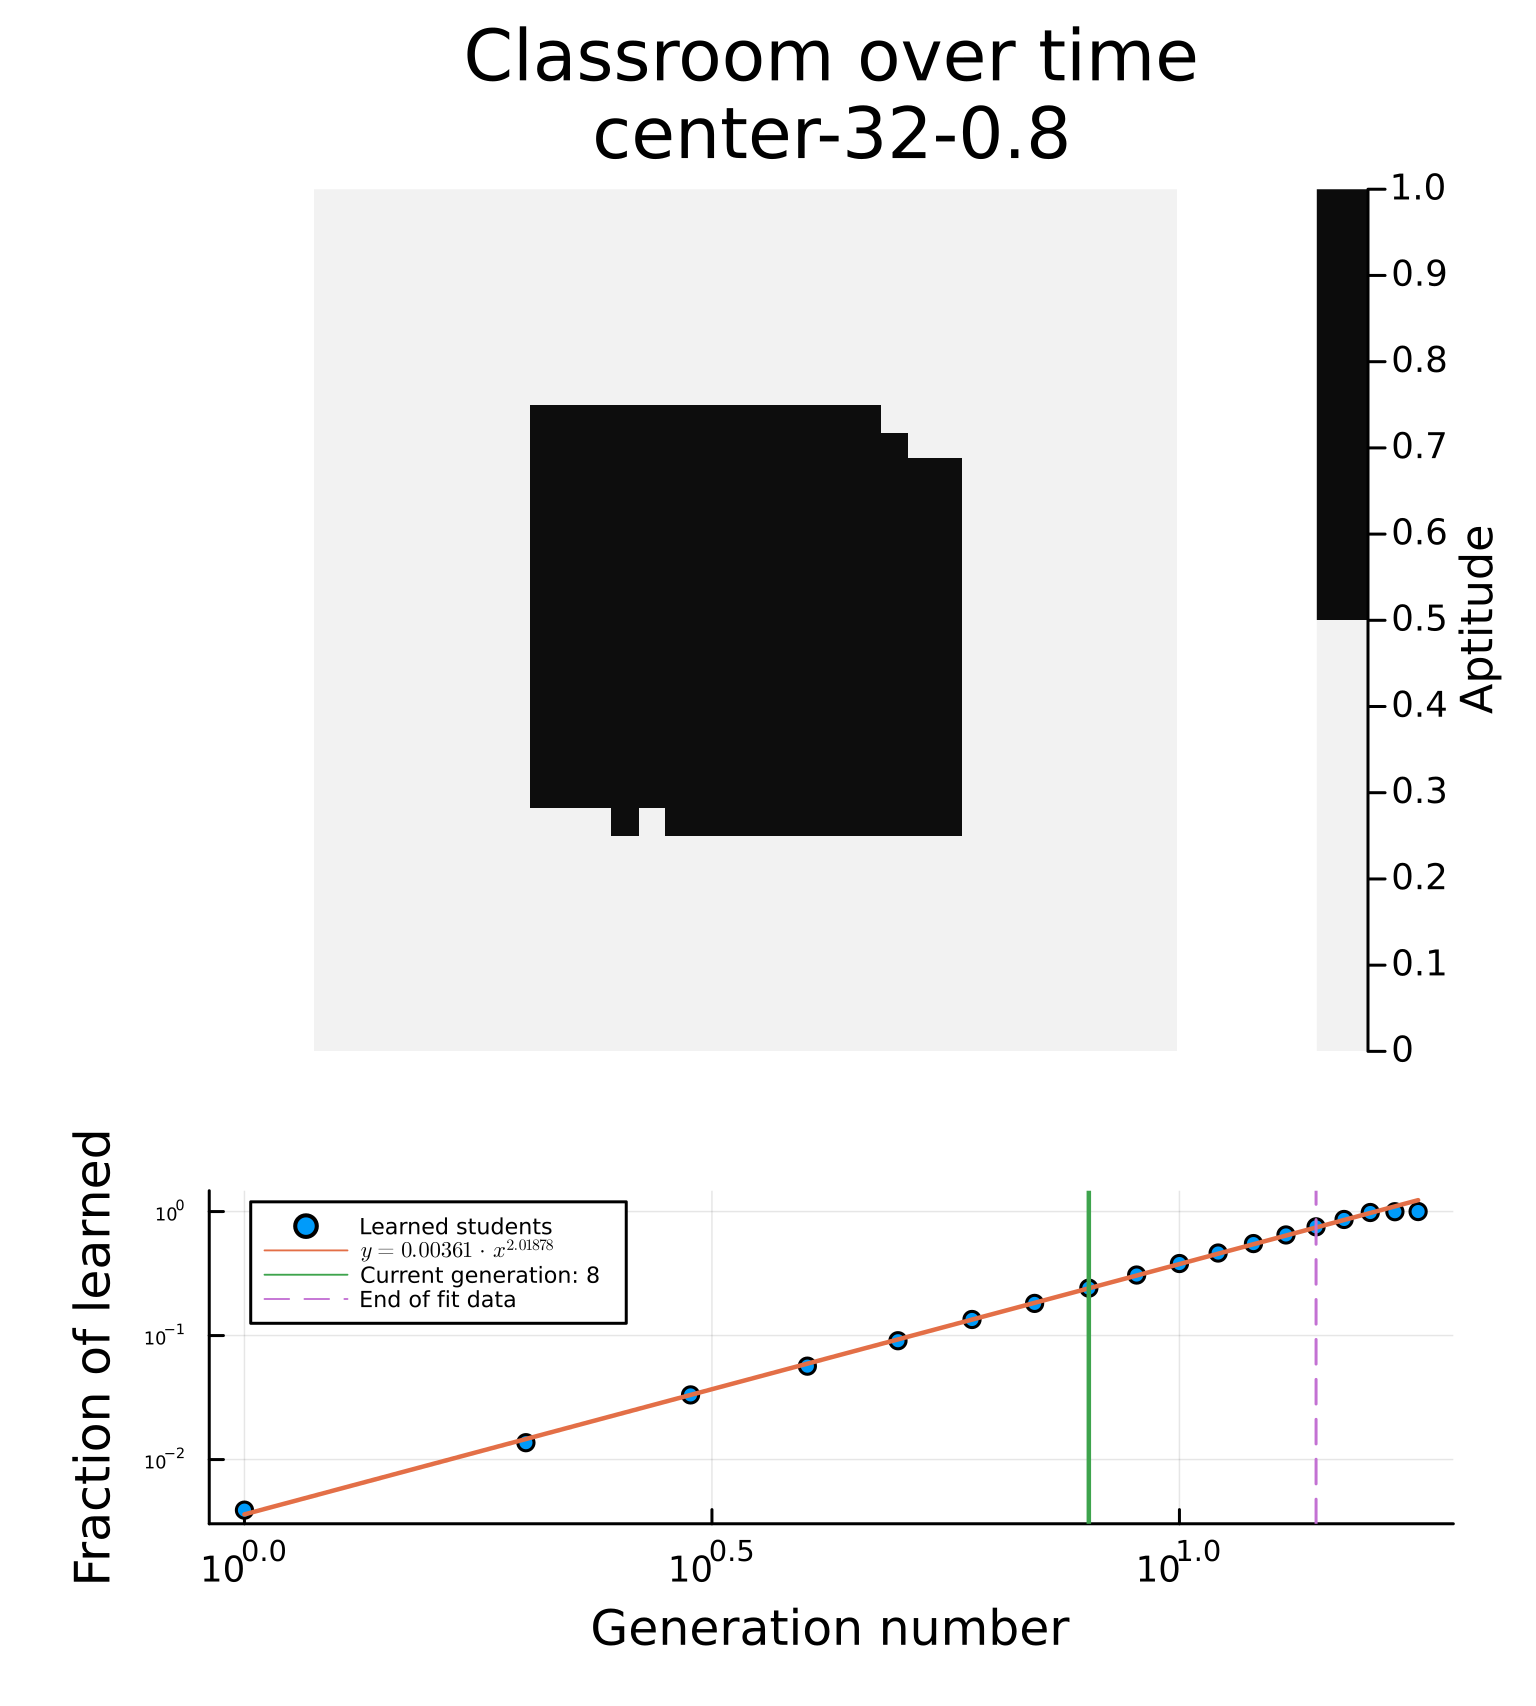 Classroom over time
center-32-0.8
1.0
0.9
0.8
0.7
0.6
0.5
0.4
0.3
0.2
0.1
0
Aptitude
Fraction of learned
10⁰
10⁻¹
10⁻²
Learned students
y = 0.00361 · x^2.01878
Current generation: 8
End of fit data
10^0.0
10^0.5
10^1.0
Generation number